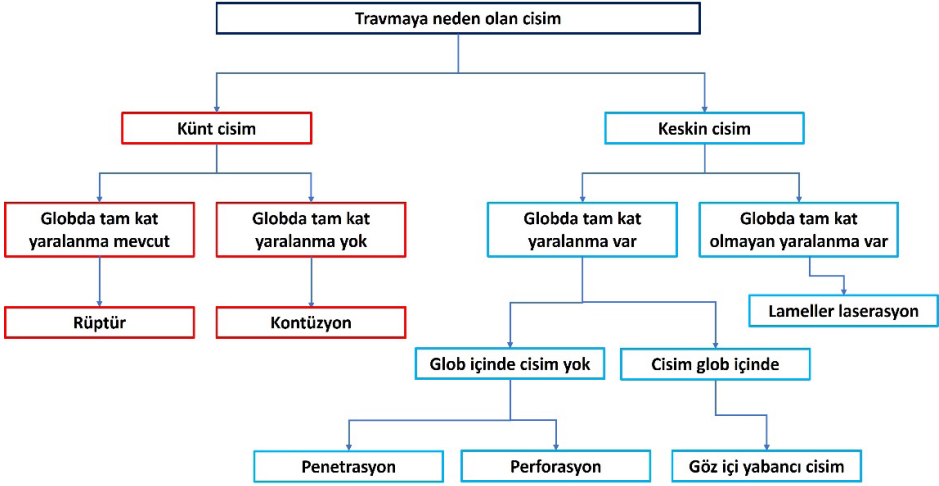 Travmaya neden olan cisim
Künt cisim
Keskin cisim
Globda tam kat
yaralanma mevcut
Globda tam kat
yaralanma yok
Globda tam kat
yaralanma var
Globda tam kat
olmayan yaralanma var
Rüptür
Kontüzyon
Lameller laserasyon
Glob içinde cisim yok
Cisim glob içinde
Penetrasyon
Perforasyon
Göz içi yabancı cisim